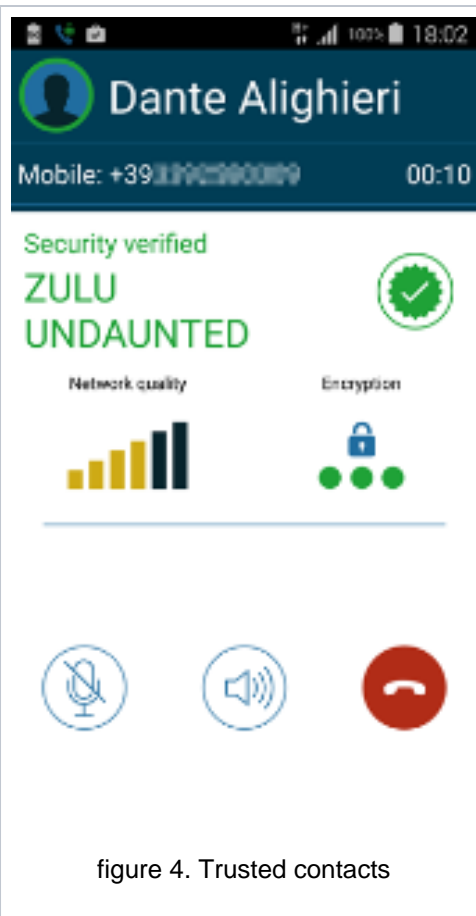 100% 18:02
Dante Alighieri
Mobile: +39 00:10
Security verified
ZULU
UNDAUNTED
Network quality Encryption
figure 4. Trusted contacts